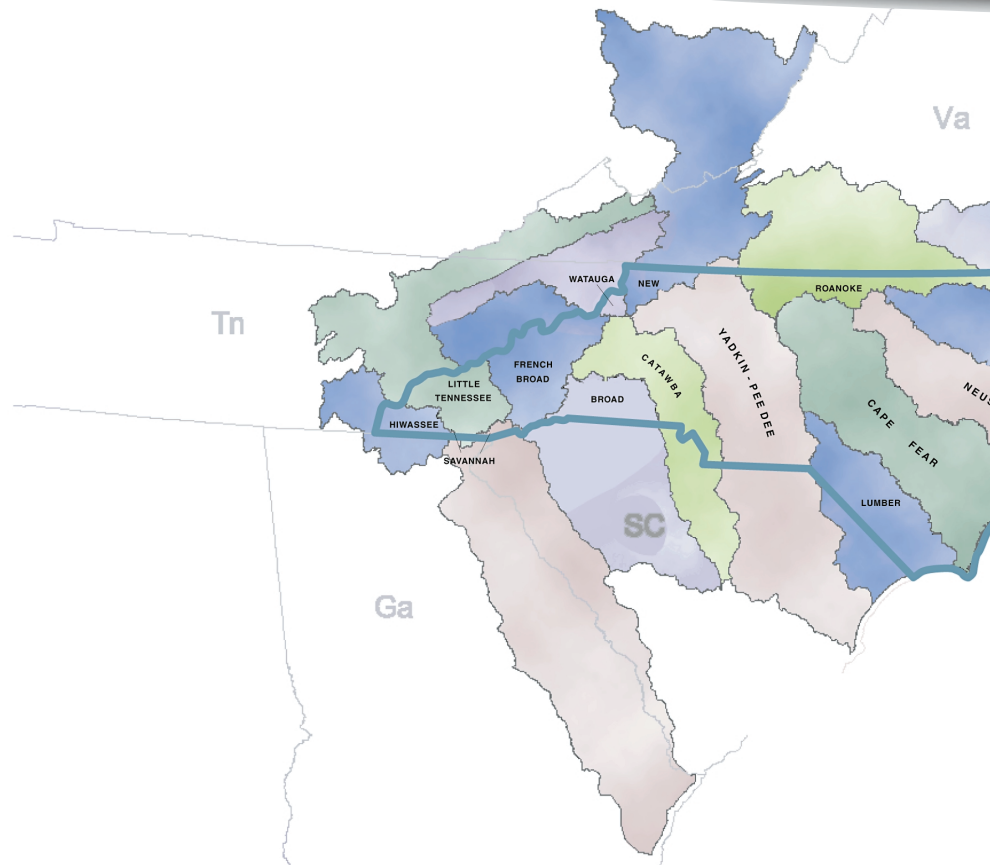 Va
WATAUGA
NEW
ROANOKE
Tn
YADKIN - PEE DEE
FRENCH
BROAD
CATAWBA
LITTLE
TENNESSEE
BROAD
NEUS
CAPE FEAR
HIWASSEE
SAVANNAH
LUMBER
SC
Ga